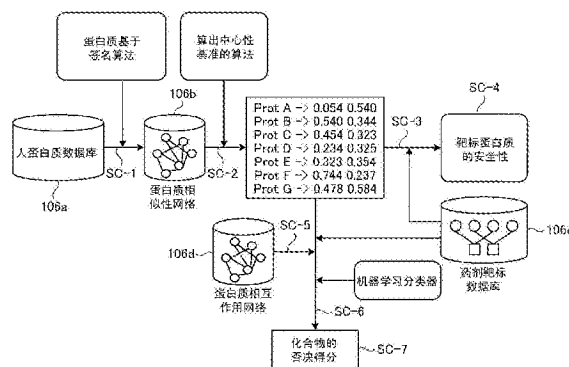 蛋白质基于
签名算法
算出中心性
基准的算法
106b
SC-4
人蛋白质数据库
SC-1
SC-2
Prot A -> 0.054 0.540
Prot B -> 0.540 0.344
Prot C -> 0.454 0.323
Prot D -> 0.234 0.325
Prot E -> 0.323 0.354
Prot F -> 0.744 0.237
Prot G -> 0.478 0.584
SC-3
靶标蛋白质
的安全性
106a
蛋白质相
似性网络
SC-5
106c
106d
药剂靶标
数据库
蛋白质相互
作用网络
机器学习分类器
SC-6
化合物的
否决得分
SC-7